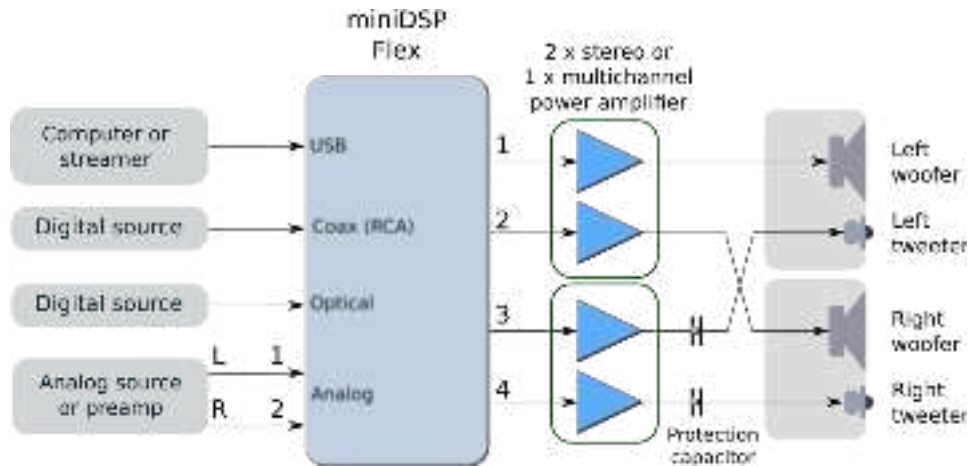 miniDSP
Flex
2 x stereo or
1 x multichannel
power amplifier
Computer or
streamer
USB
1
Left
woofer
Digital source
Coax (RCA)
2
Left
tweeter
Digital source
Optical
3
Right
woofer
L 1
Analog source
or preamp
Analog
4
R 2
Right
tweeter
Protection
capacitor